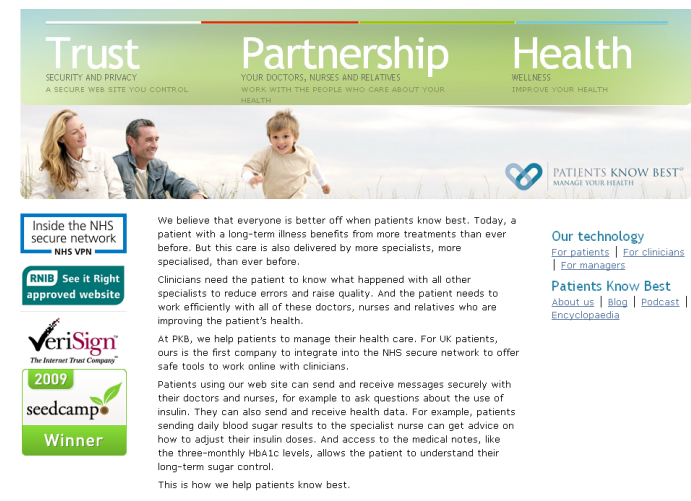 Trust
SECURITY AND PRIVACY
A SECURE WEB SITE YOU CONTROL
Partnership
YOUR DOCTORS, NURSES AND RELATIVES
WORK WITH THE PEOPLE WHO CARE ABOUT YOUR
HEALTH
Health
WELLNESS
IMPROVE YOUR HEALTH
PATIENTS KNOW BEST®
MANAGE YOUR HEALTH
Inside the NHS
secure network
NHS VPN
RNIB See it Right
approved website
VeriSign™
The Internet Trust Company™
2009
seedcamp
Winner
We believe that everyone is better off when patients know best. Today, a
patient with a long-term illness benefits from more treatments than ever
before. But this care is also delivered by more specialists, more
specialised, than ever before.
Clinicians need the patient to know what happened with all other
specialists to reduce errors and raise quality. And the patient needs to
work efficiently with all of these doctors, nurses and relatives who are
improving the patient's health.
At PKB, we help patients to manage their health care. For UK patients,
ours is the first company to integrate into the NHS secure network to offer
safe tools to work online with clinicians.
Patients using our web site can send and receive messages securely with
their doctors and nurses, for example to ask questions about the use of
insulin. They can also send and receive health data. For example, patients
sending daily blood sugar results to the specialist nurse can get advice on
how to adjust their insulin doses. And access to the medical notes, like
the three-monthly HbA1c levels, allows the patient to understand their
long-term sugar control.
This is how we help patients know best.
Our technology
For patients | For clinicians
| For managers
Patients Know Best
About us | Blog | Podcast |
Encyclopaedia